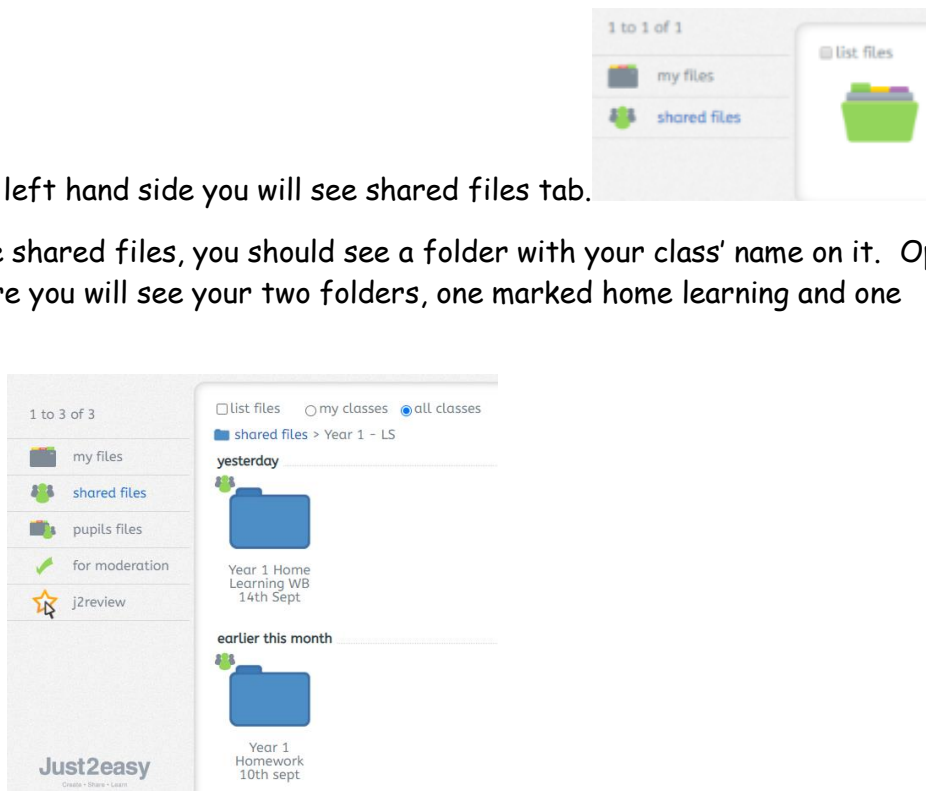 1 to 1 of 1
list files
my files
shared files
left hand side you will see shared files tab.
e shared files, you should see a folder with your class’ name on it. Op
re you will see your two folders, one marked home learning and one
1 to 3 of 3
my files
shared files
pupils files
for moderation
j2review
Just2easy
Create • Share • Learn
list files my classes all classes
shared files > Year 1 - LS
yesterday
Year 1 Home
Learning WB
14th Sept
earlier this month
Year 1
Homework
10th sept